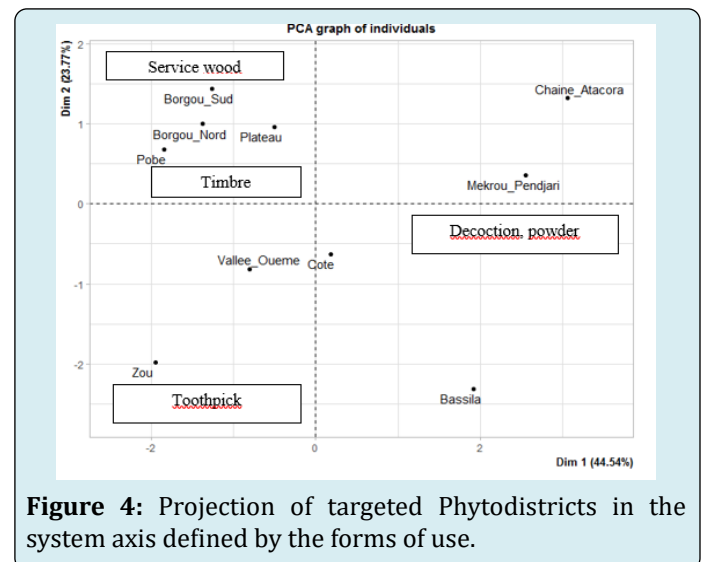 PCA graph of individuals
Dim 2 (23.77%)
2
1
0
-1
-2
Service wood
Borgou_Sud
Borgou_Nord
Plateau
Pobe
Timbre
Chaine_Atacora
Mekrou_Pendjari
Decoction, powder
Vallee_Oueme
Cote
Zou
Toothpick
Bassila
-2
0
2
Dim 1 (44.54%)
Figure 4: Projection of targeted Phytodistricts in the
system axis defined by the forms of use.